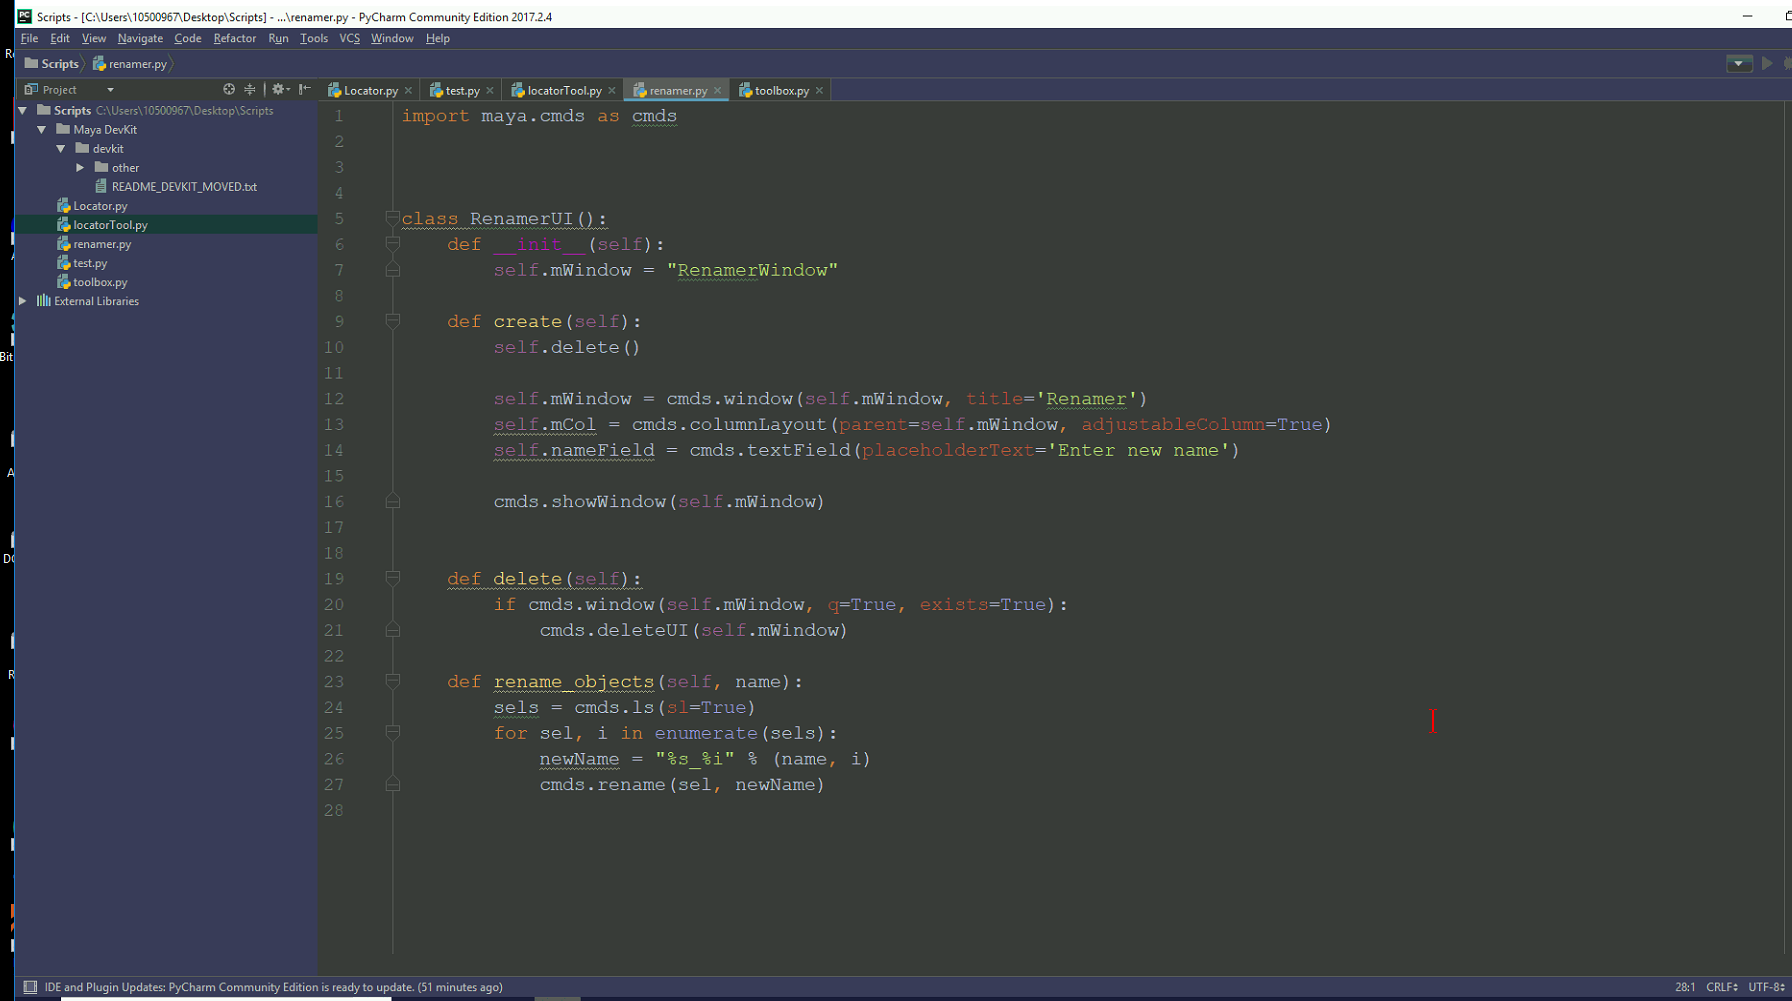 Scripts - [C:\Users\10500967\Desktop\Scripts] - ...\renamer.py - PyCharm Community Edition 2017.2.4
File Edit View Navigate Code Refactor Run Tools VCS Window Help
Scripts renamer.py
Project
Locator.py test.py locatorTool.py renamer.py toolbox.py
Scripts C:\Users\10500967\Desktop\Scripts
Maya DevKit
devkit
other
README_DEVKIT_MOVED.txt
Locator.py
locatorTool.py
renamer.py
test.py
toolbox.py
External Libraries
1 import maya.cmds as cmds
2
3
4
5 class RenamerUI():
6     def __init__(self):
7         self.mWindow = "RenamerWindow"
8
9     def create(self):
10         self.delete()
11
12         self.mWindow = cmds.window(self.mWindow, title='Renamer')
13         self.mCol = cmds.columnLayout(parent=self.mWindow, adjustableColumn=True)
14         self.nameField = cmds.textField(placeholderText='Enter new name')
15
16         cmds.showWindow(self.mWindow)
17
18
19     def delete(self):
20         if cmds.window(self.mWindow, q=True, exists=True):
21             cmds.deleteUI(self.mWindow)
22
23     def rename_objects(self, name):
24         sels = cmds.ls(sl=True)
25         for sel, i in enumerate(sels):
26             newName = "%s_%i" % (name, i)
27             cmds.rename(sel, newName)
28
IDE and Plugin Updates: PyCharm Community Edition is ready to update. (51 minutes ago)
28:1 CRLF UTF-8
Bit